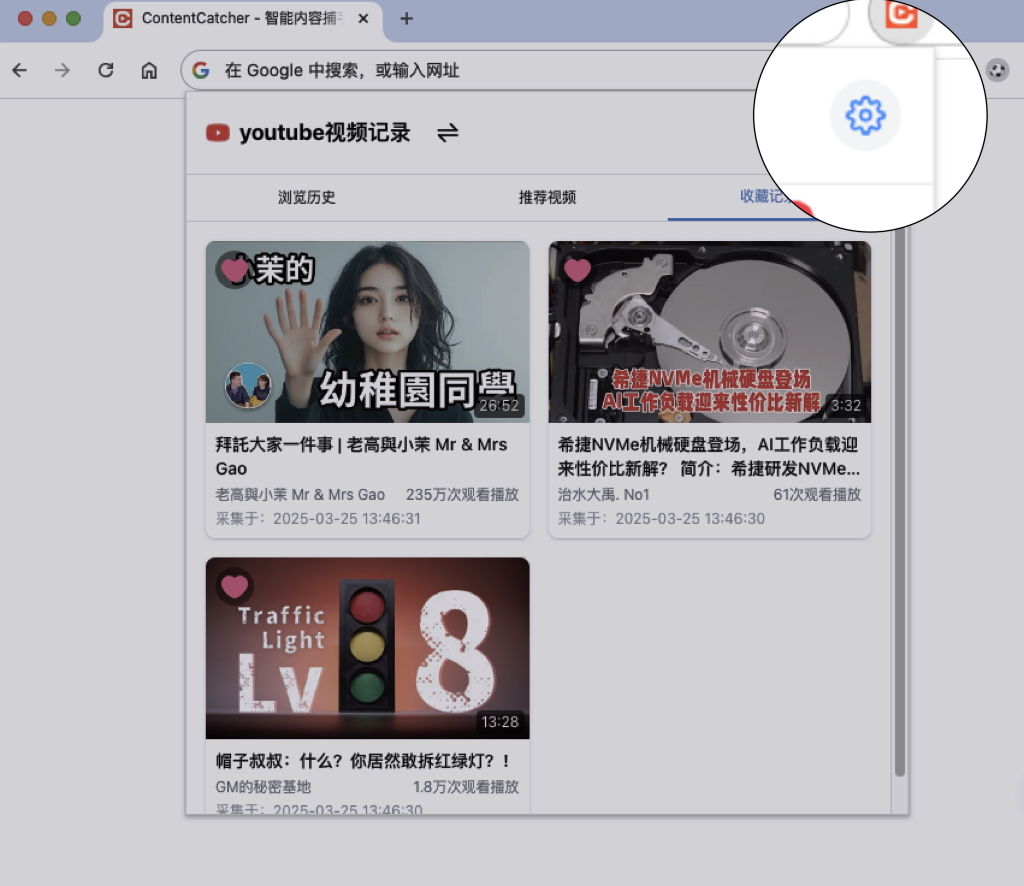 ContentCatcher - 智能内容捕
在 Google 中搜索，或输入网址
youtube视频记录
浏览历史
推荐视频
收藏记
茉的
幼稚園同學
26:52
希捷NVMe机械硬盘登场
AI工作负载迎来性价比新解
3:32
拜託大家一件事 | 老高與小茉 Mr & Mrs
Gao
老高與小茉 Mr & Mrs Gao
235万次观看播放
采集于：2025-03-25 13:46:31
希捷NVMe机械硬盘登场，AI工作负载迎
来性价比新解？ 简介：希捷研发NVMe...
治水大禹. No1
61次观看播放
采集于：2025-03-25 13:46:30
Traffic
Light
Lv 8
13:28
帽子叔叔：什么？你居然敢拆红绿灯？！
GM的秘密基地
1.8万次观看播放
采集于：2025-03-25 13:46:30